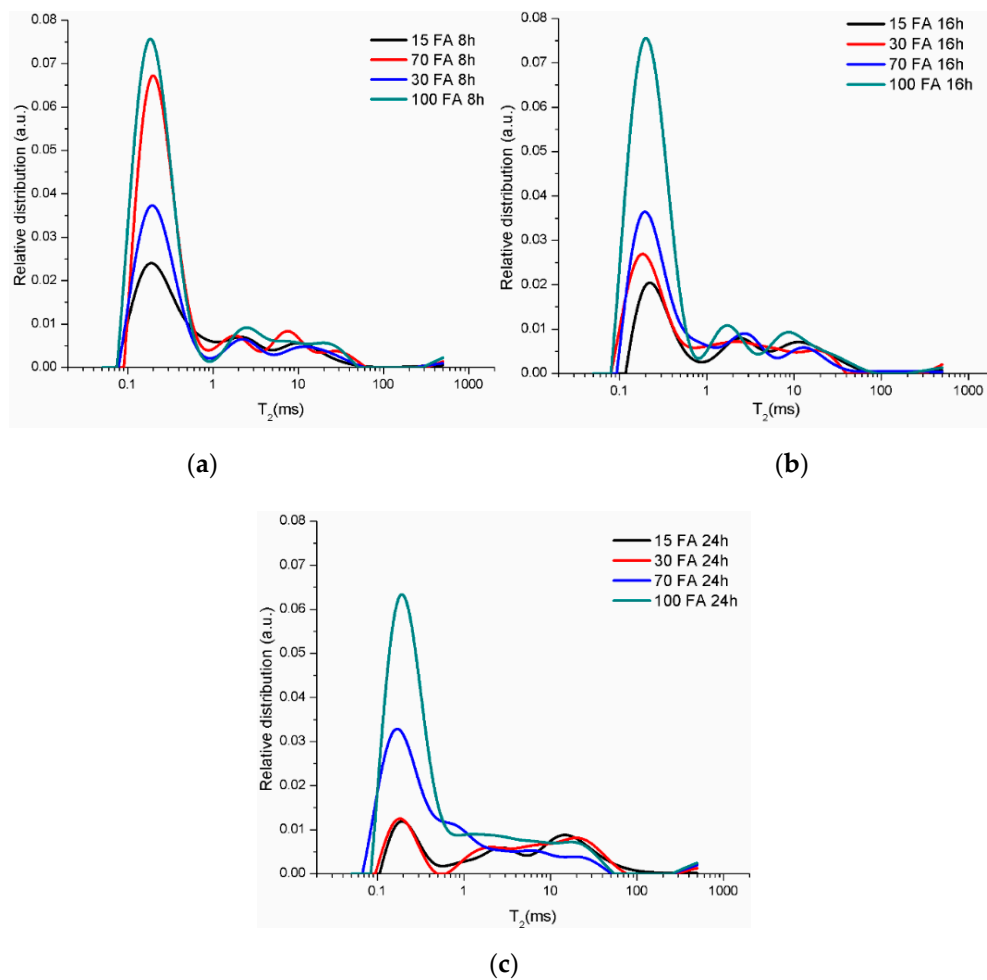 0.08
0.07
0.06
0.05
0.04
0.03
0.02
0.01
0.00
Relative distribution (a.u.)
15 FA 8h
70 FA 8h
30 FA 8h
100 FA 8h
0.1 1 10 100 1000
T₂(ms)
(a)
0.08
0.07
0.06
0.05
0.04
0.03
0.02
0.01
0.00
Relative distribution (a.u.)
15 FA 16h
30 FA 16h
70 FA 16h
100 FA 16h
0.1 1 10 100 1000
T₂(ms)
(b)
0.08
0.07
0.06
0.05
0.04
0.03
0.02
0.01
0.00
Relative distribution (a.u.)
15 FA 24h
30 FA 24h
70 FA 24h
100 FA 24h
0.1 1 10 100 1000
T₂(ms)
(c)